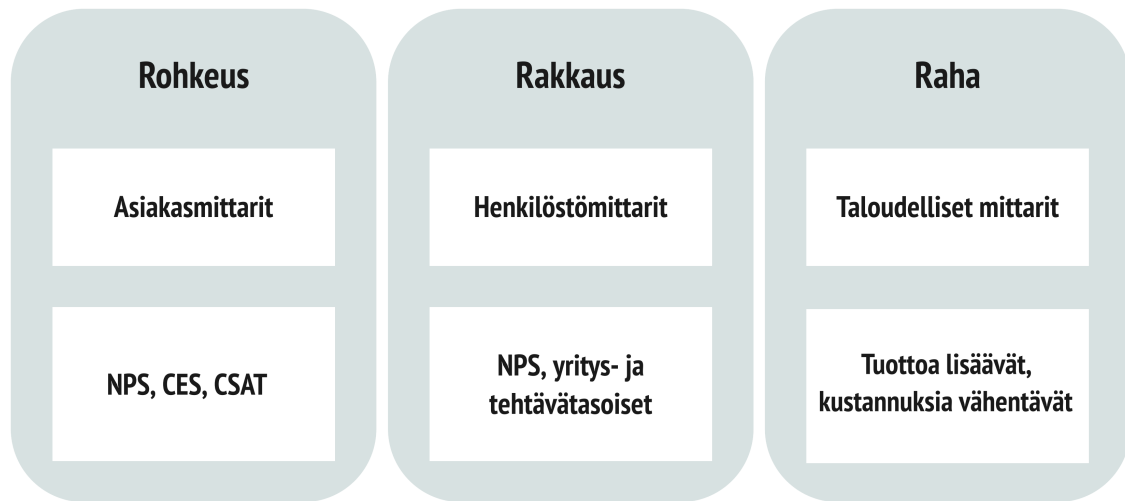 Rohkeus
Asiakasmittarit
NPS, CES, CSAT
Rakkaus
Henkilöstömittarit
NPS, yritys- ja
tehtävätasoiset
Raha
Taloudelliset mittarit
Tuottoa lisäävät,
kustannuksia vähentävät